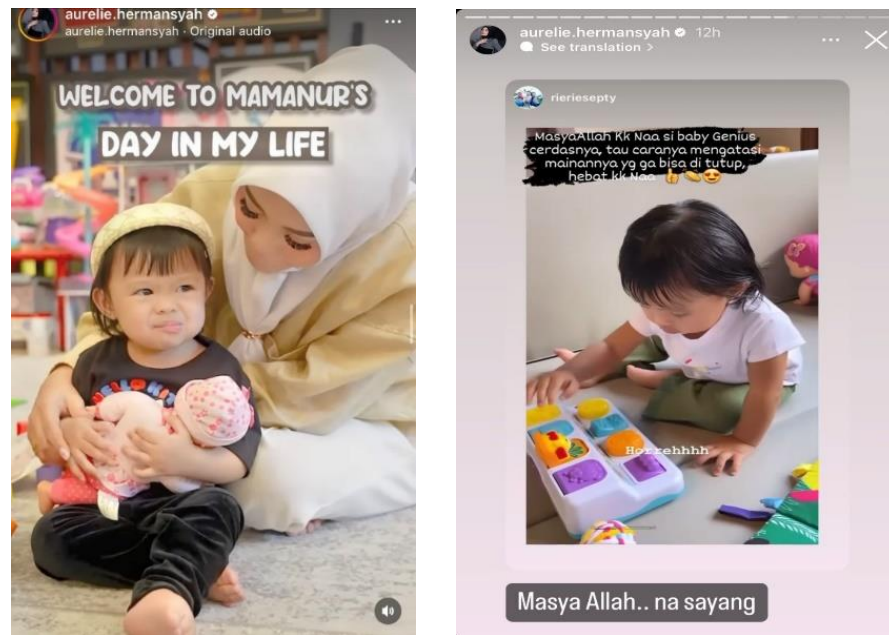 aurelie.hermansyah
aurelie.hermansyah · Original audio
WELCOME TO MAMANUR'S
DAY IN MY LIFE
HELLO
aurelie.hermansyah 12h
See translation >
rieriesepty
MasyaAllah Kk Naa si baby Genius
cerdasnya, tau caranya mengatasi
mainannya yg ga bisa di tutup,
hebat kk Naa 👍💪😍
Horrehhhh
Masya Allah.. na sayang